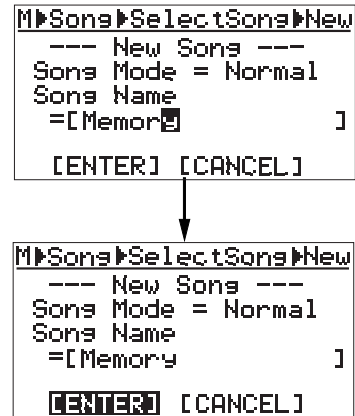 M▶Song▶SelectSong▶New
--- New Song ---
Song Mode = Normal
Song Name
=[Memory ]
[ENTER] [CANCEL]
M▶Song▶SelectSong▶New
--- New Song ---
Song Mode = Normal
Song Name
=[Memory ]
[ENTER] [CANCEL]